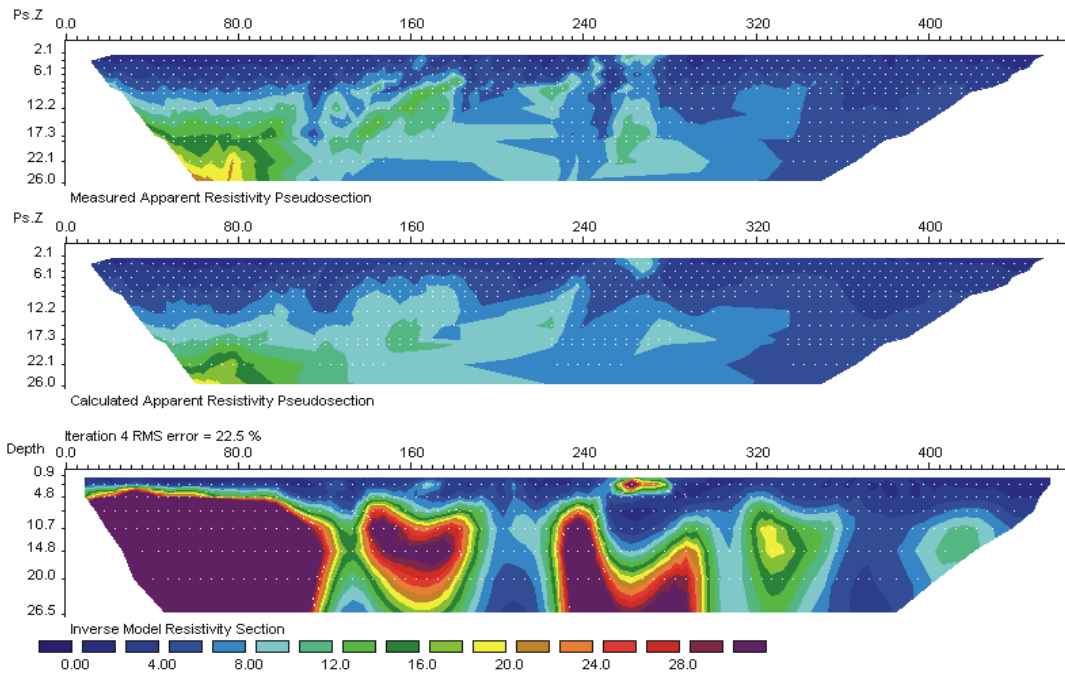 Ps.Z 0.0 80.0 160 240 320 400
2.1
6.1
12.2
17.3
22.1
26.0
Measured Apparent Resistivity Pseudosection
Ps.Z 0.0 80.0 160 240 320 400
2.1
6.1
12.2
17.3
22.1
26.0
Calculated Apparent Resistivity Pseudosection
Iteration 4 RMS error = 22.5 %
Depth 0.0 80.0 160 240 320 400
0.9
4.8
10.7
14.8
20.0
26.5
Inverse Model Resistivity Section
0.00 4.00 8.00 12.0 16.0 20.0 24.0 28.0